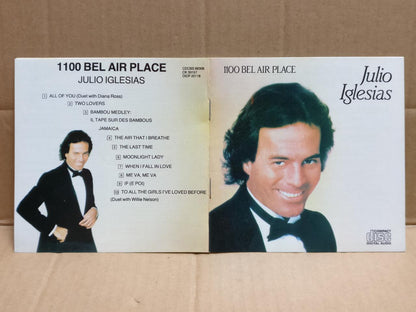 1100 BEL AIR PLACE
JULIO IGLESIAS
1 ALL OF YOU (Duet with Diana Ross)
2 TWO LOVERS
3 BAMBOU MEDLEY:
IL TAPE SUR DES BAMBOUS
JAMAICA
4 THE AIR THAT I BREATHE
5 THE LAST TIME
6 MOONLIGHT LADY
7 WHEN I FALL IN LOVE
8 ME VA, ME VA
9 IF (E POI)
10 TO ALL THE GIRLS I'VE LOVED BEFORE
(Duet with Willie Nelson)
1100 BEL AIR PLACE
Julio
Iglesias
COMPACT
disc
DIGITAL AUDIO